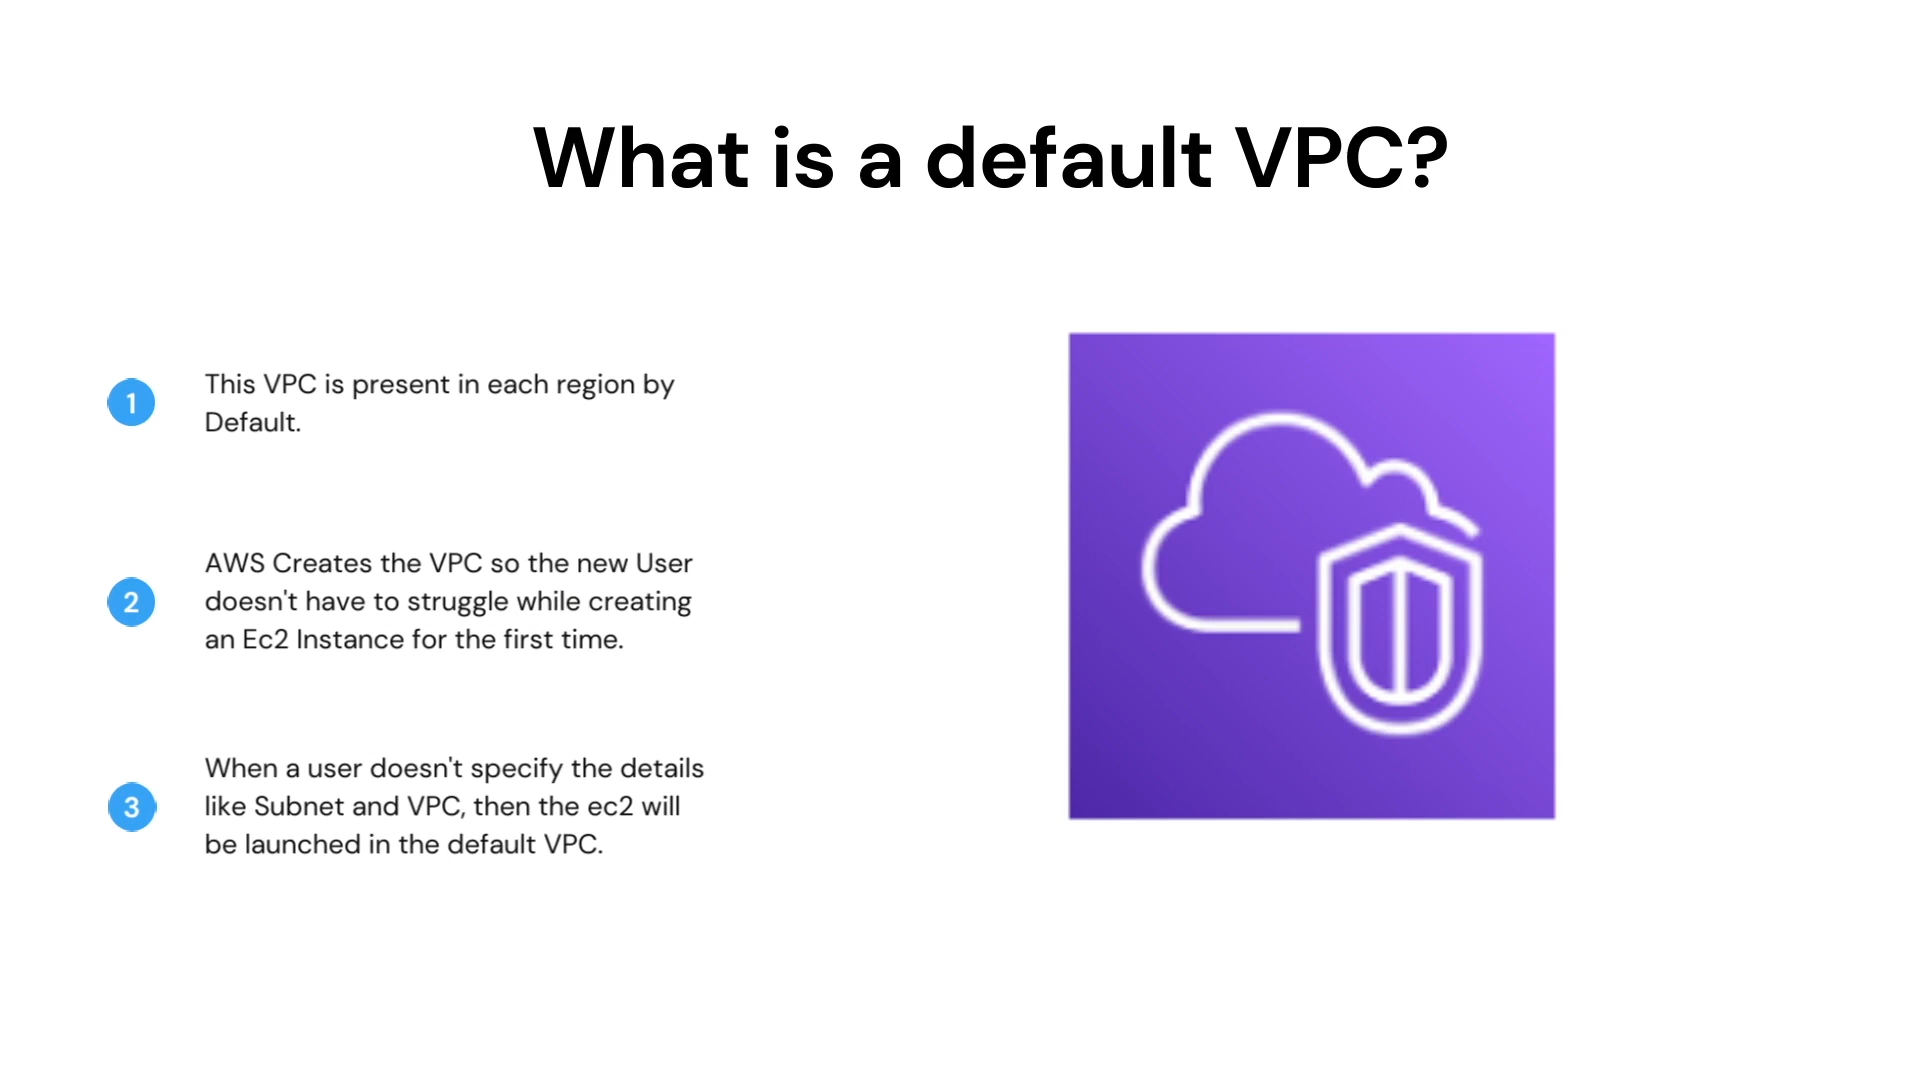 What is a default VPC?
1
This VPC is present in each region by
Default.
2
AWS Creates the VPC so the new User
doesn't have to struggle while creating
an Ec2 Instance for the first time.
3
When a user doesn't specify the details
like Subnet and VPC, then the ec2 will
be launched in the default VPC.